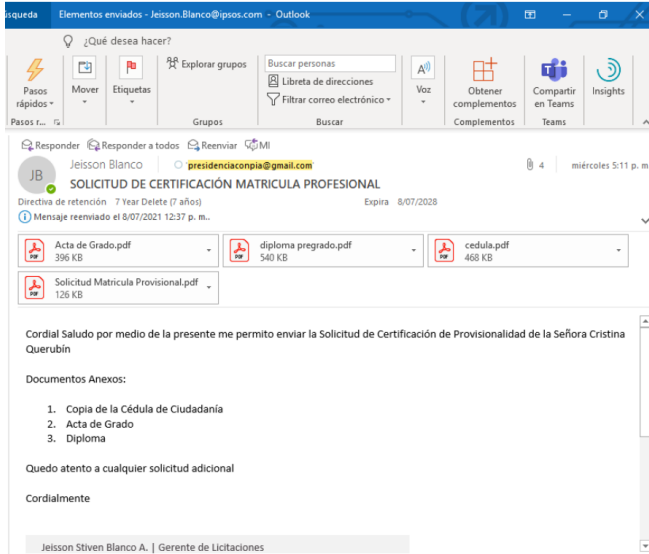 úsqueda Elementos enviados - Jeisson.Blanco@ipsos.com - Outlook
¿Qué desea hacer?
Pasos rápidos
Mover
Etiquetas
Explorar grupos
Buscar personas
Libreta de direcciones
Filtrar correo electrónico
Voz
Obtener complementos
Compartir en Teams
Insights
Pasos r... Grupos Buscar Complementos Teams
Responder Responder a todos Reenviar MI
JB
Jeisson Blanco presidenciaconpia@gmail.com 4 miércoles 5:11 p. m
SOLICITUD DE CERTIFICACIÓN MATRICULA PROFESIONAL
Directiva de retención 7 Year Delete (7 años) Expira 8/07/2028
Mensaje reenviado el 8/07/2021 12:37 p. m..
Acta de Grado.pdf
396 KB
diploma pregrado.pdf
540 KB
cedula.pdf
468 KB
Solicitud Matricula Provisional.pdf
126 KB
PDF
PDF
PDF
PDF
Cordial Saludo por medio de la presente me permito enviar la Solicitud de Certificación de Provisionalidad de la Señora Cristina
Querubín
Documentos Anexos:
1. Copia de la Cédula de Ciudadanía
2. Acta de Grado
3. Diploma
Quedo atento a cualquier solicitud adicional
Cordialmente
Jeisson Stiven Blanco A. | Gerente de Licitaciones